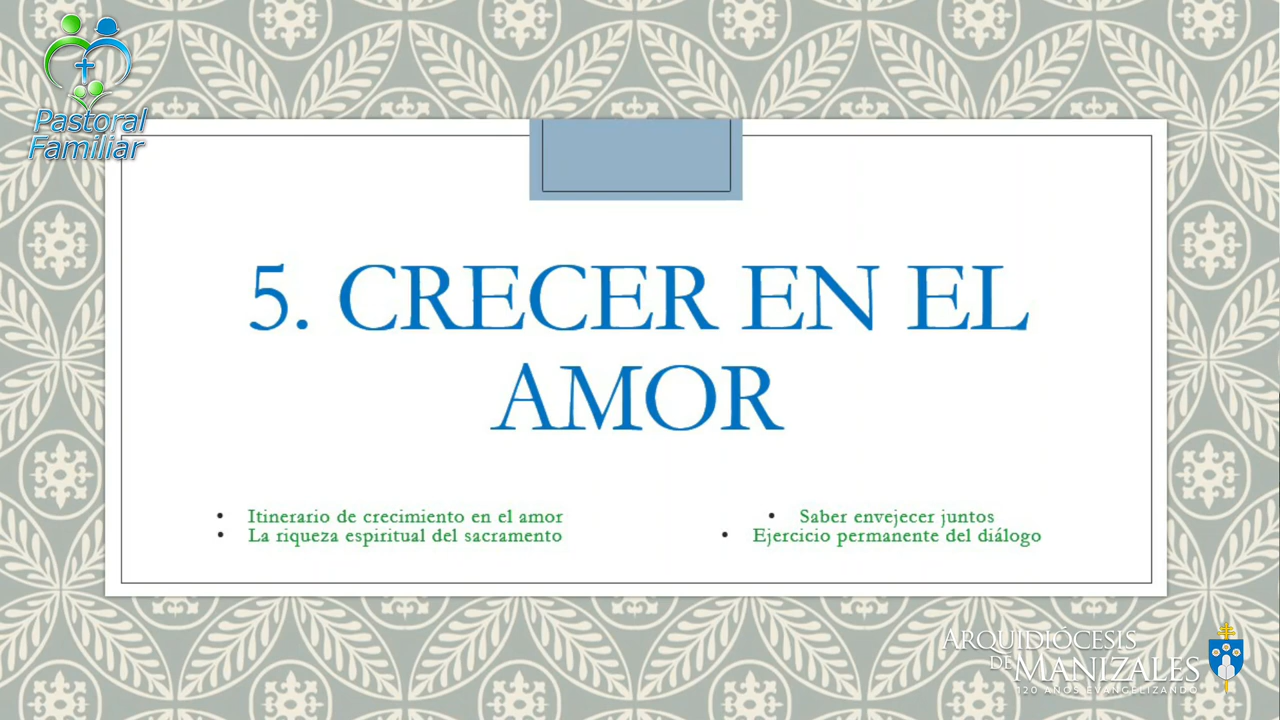 Pastoral
Familiar
5. CRECER EN EL
AMOR
• Itinerario de crecimiento en el amor
• La riqueza espiritual del sacramento
• Saber envejecer juntos
• Ejercicio permanente del diálogo
ARQUIDIÓCESIS
DE MANIZALES
120 AÑOS EVANGELIZANDO